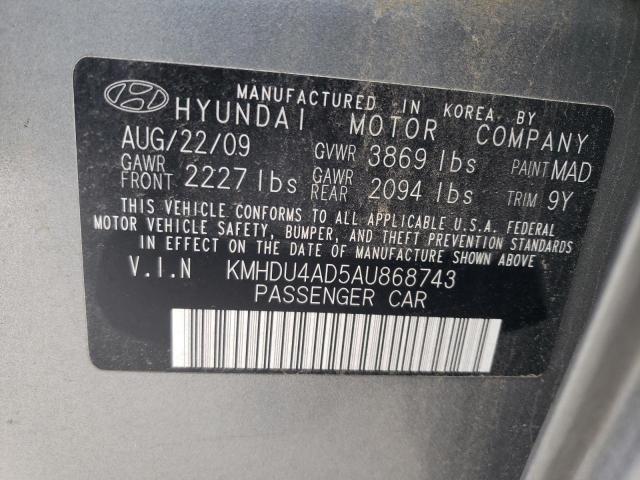 MANUFACTURED IN KOREA BY
HYUNDAI MOTOR COMPANY
AUG/22/09 GVWR 3869 lbs PAINT MAD
GAWR FRONT 2227 lbs GAWR REAR 2094 lbs TRIM 9Y
THIS VEHICLE CONFORMS TO ALL APPLICABLE U.S.A. FEDERAL
MOTOR VEHICLE SAFETY, BUMPER, AND THEFT PREVENTION STANDARDS
IN EFFECT ON THE DATE OF MANUFACTURE SHOWN ABOVE.
V.I.N KMHDU4AD5AU868743
PASSENGER CAR